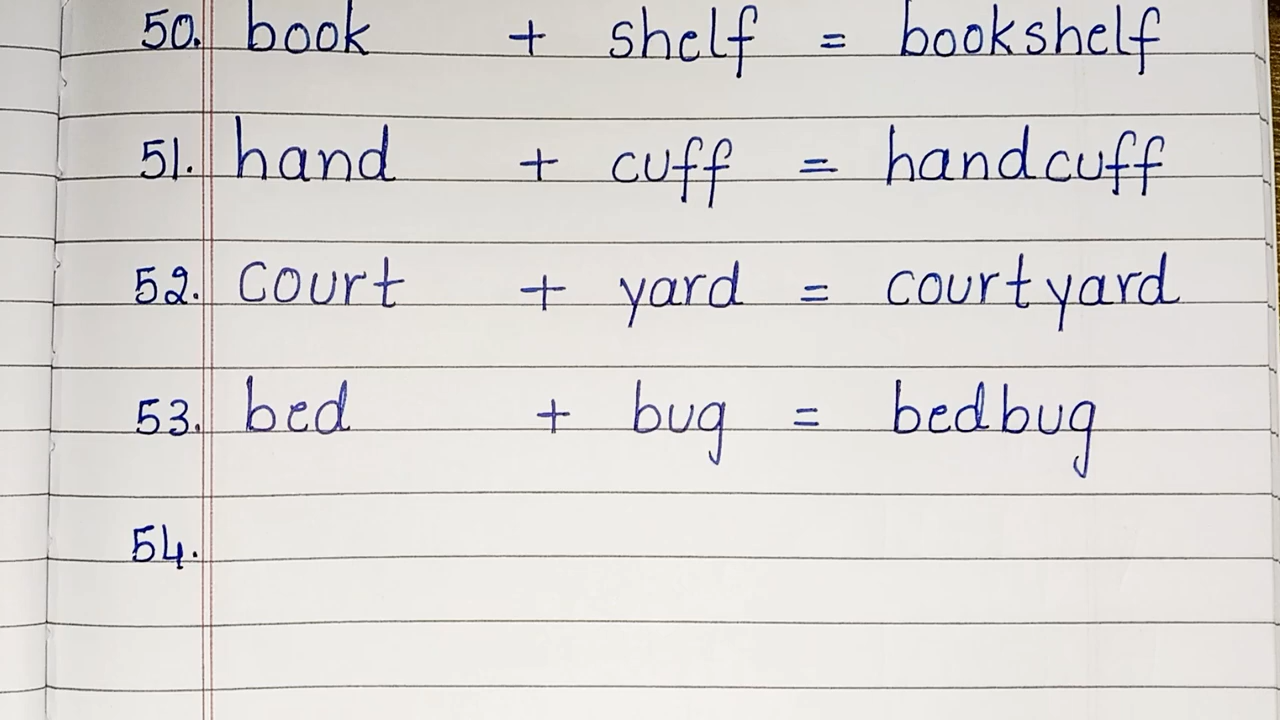 50. book + shelf = bookshelf
51. hand + cuff = handcuff
52. court + yard = courtyard
53. bed + bug = bedbug
54.